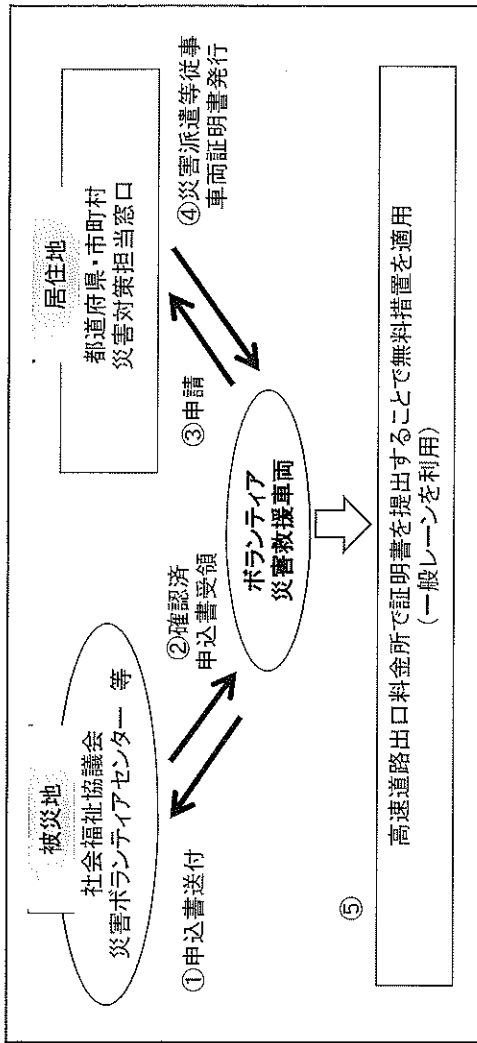 被災地
社会福祉協議会
災害ボランティアセンター 等
居住地
都道府県・市町村
災害対策担当窓口
①申込書送付
②確認済
申込書受領
③申請
④災害派遣等従事
車両証明書発行
ボランティア
災害救援車両
⑤
高速道路出口料金所で証明書を提出することで無料措置を適用
(一般レーンを利用)